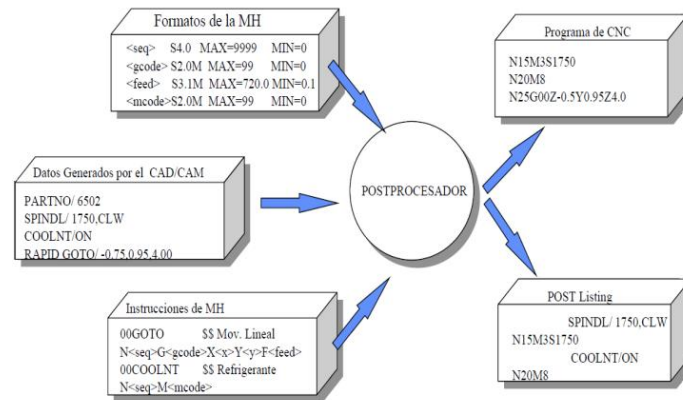 Formatos de la MH
<seq> S4.0 MAX=9999 MIN=0
<gcode> S2.0M MAX=99 MIN=0
<feed> S3.1M MAX=720.0 MIN=0.1
<mcode>S2.0M MAX=99 MIN=0
Datos Generados por el CAD/CAM
PARTNO/ 6502
SPINDL/ 1750,CLW
COOLNT/ON
RAPID GOTO/ -0.75,0.95,4.00
Instrucciones de MH
00GOTO $$ Mov. Lineal
N<seq>G<gcode>X<x>Y<y>F<feed>
00COOLNT $$ Refrigerante
N<seq>M<mcode>
POSTPROCESADOR
Programa de CNC
N15M3S1750
N20M8
N25G00Z-0.5Y0.95Z4.0
POST Listing
SPINDL/ 1750,CLW
N15M3S1750
COOLNT/ON
N20M8